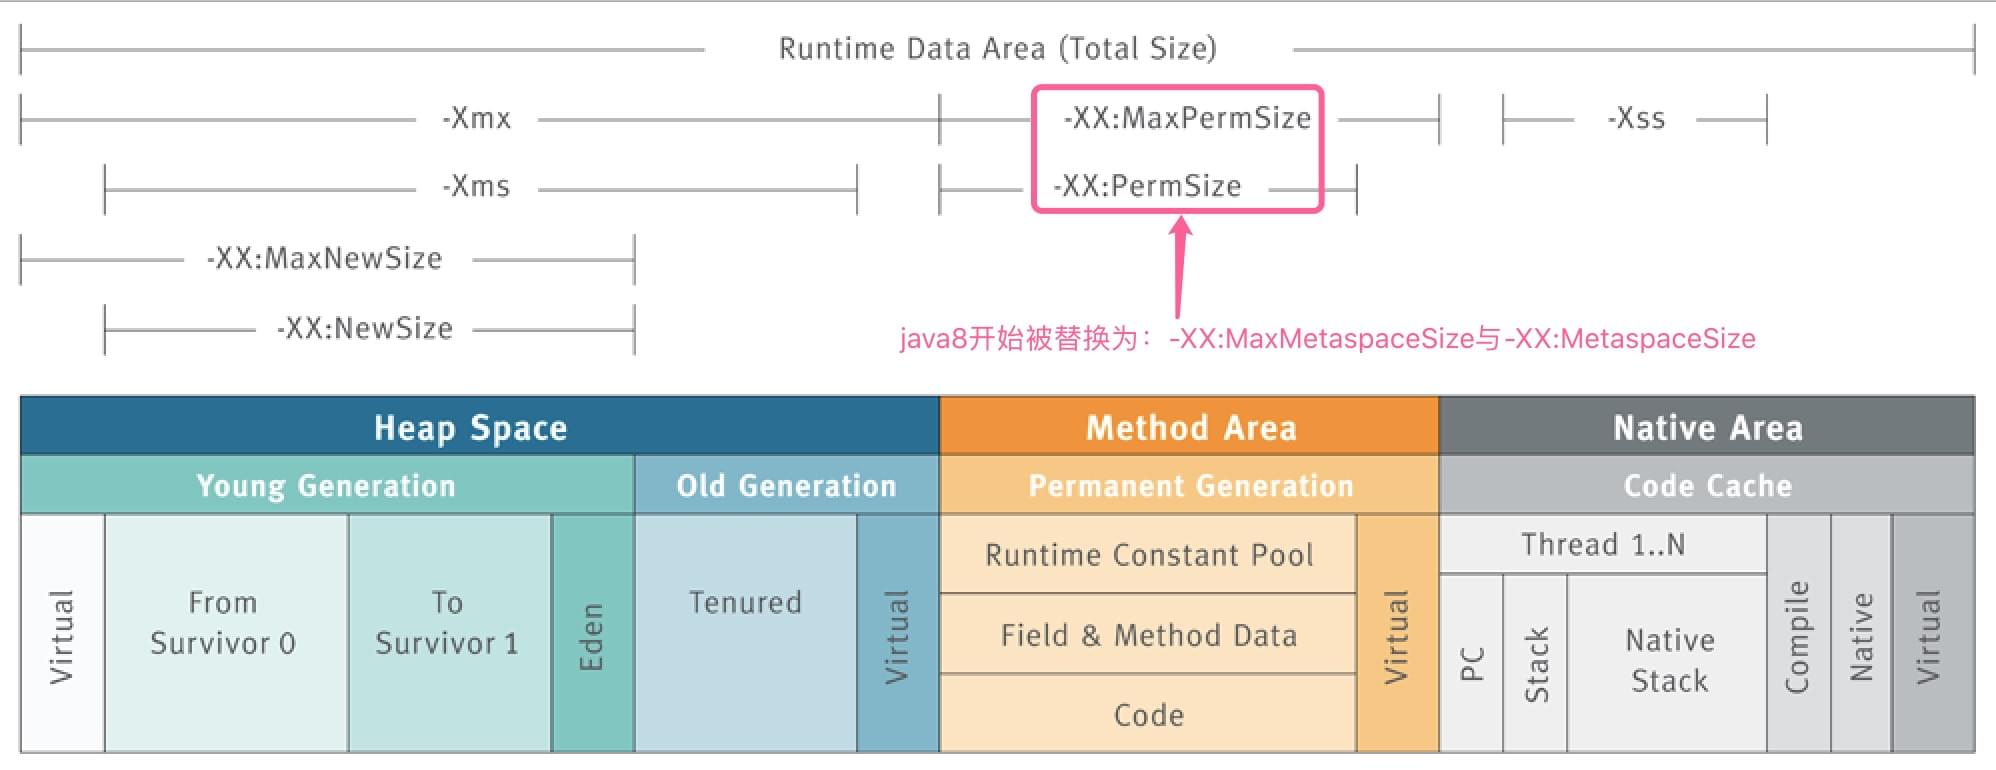 Runtime Data Area (Total Size)
-Xmx
-XX:MaxPermSize
-Xss
-Xms
-XX:PermSize
-XX:MaxNewSize
-XX:NewSize
java8开始被替换为：-XX:MaxMetaspaceSize与-XX:MetaspaceSize
Heap Space
Method Area
Native Area
Young Generation
Old Generation
Permanent Generation
Code Cache
Virtual
From
Survivor 0
To
Survivor 1
Eden
Tenured
Virtual
Runtime Constant Pool
Field & Method Data
Code
Virtual
Thread 1..N
PC
Stack
Native
Stack
Compile
Native
Virtual